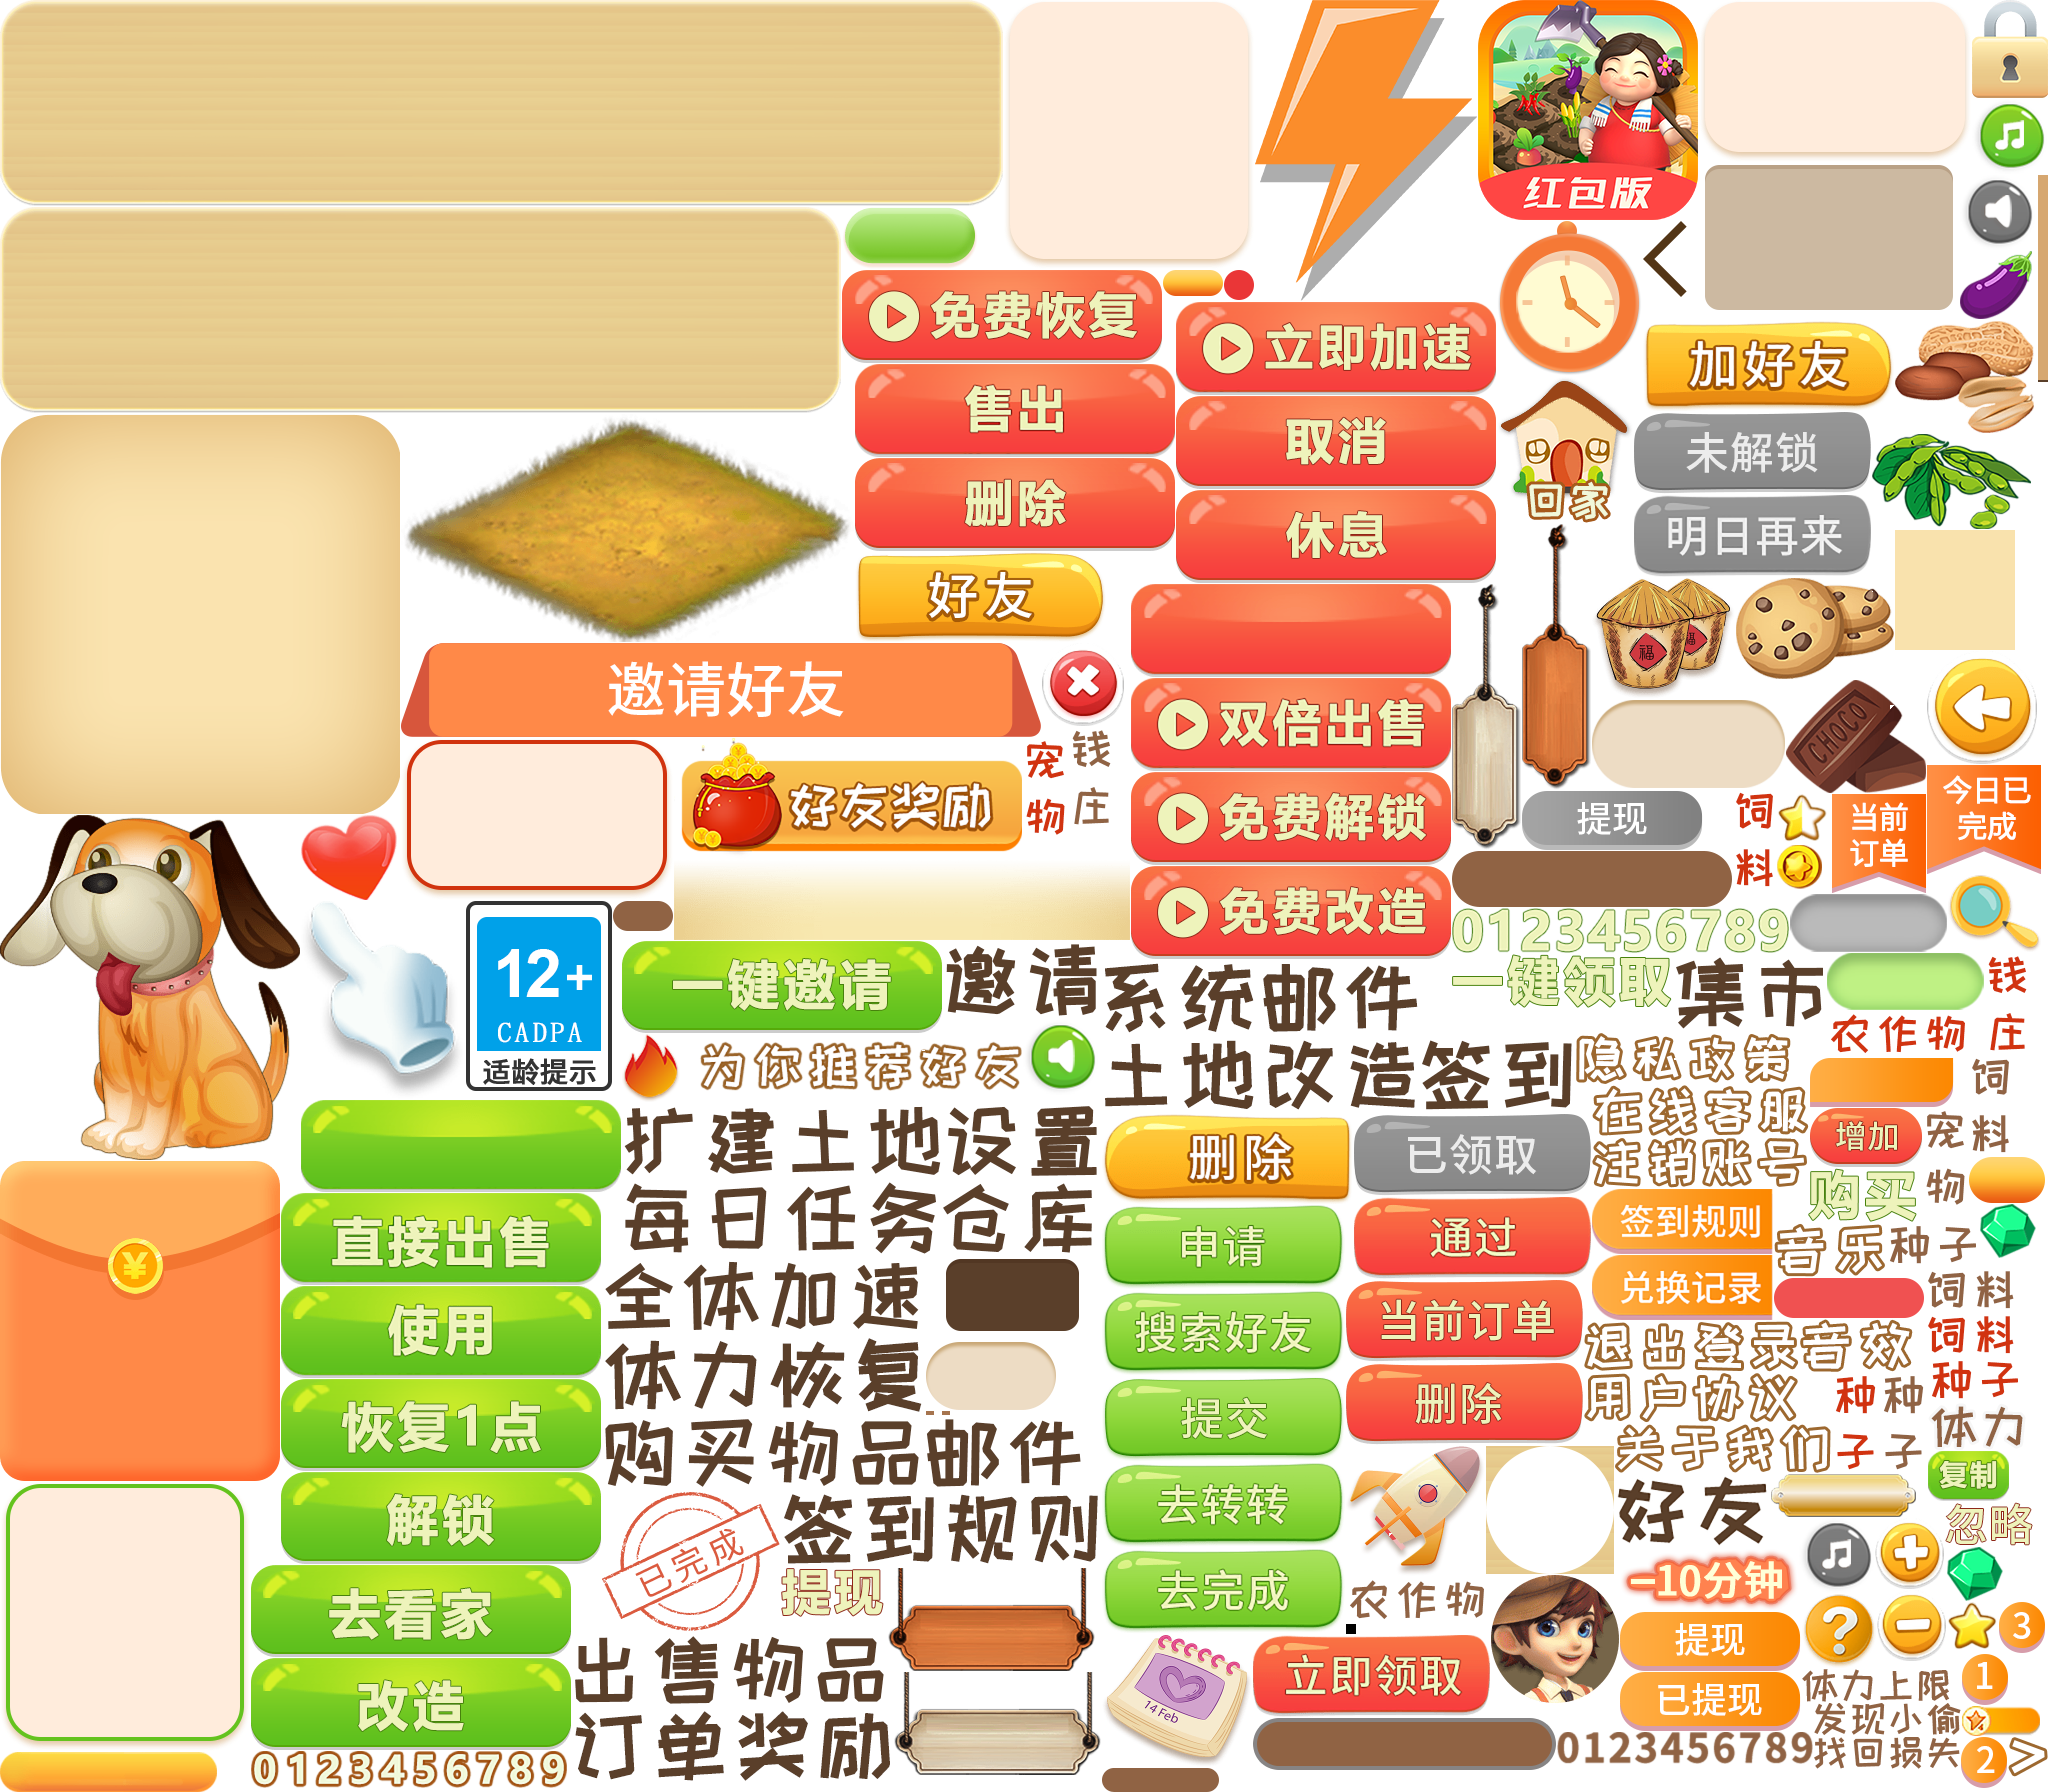 红包版
免费恢复
立即加速
加好友
售出
取消
未解锁
删除
休息
回家
明日再来
好友
福
福
邀请好友
双倍出售
CHOCO
宠物
钱庄
好友奖励
免费解锁
提现
饲料
当前
订单
今日已
完成
免费改造
0123456789
12+
CADPA
适龄提示
一键邀请
邀请
系统邮件
一键领取
集市
钱庄
农作物
为你推荐好友
土地改造
签到
隐私政策
饲料
在线客服
增加
宠物
扩建土地
设置
删除
已领取
注销账号
购买
每日任务
仓库
申请
通过
签到规则
音乐
种子
直接出售
¥
全体加速
搜索好友
当前订单
兑换记录
饲料
使用
体力恢复
提交
删除
退出登录
音效
饲料
恢复1点
购买物品
邮件
用户协议
种子
种子
种子
体力
关于我们
解锁
已完成
签到规则
去转转
好友
复制
忽略
去看家
提现
去完成
农作物
-10分钟
改造
出售物品
14 Feb
立即领取
提现
3
已提现
体力上限
1
订单奖励
发现小偷
0123456789
0123456789
找回损失
2